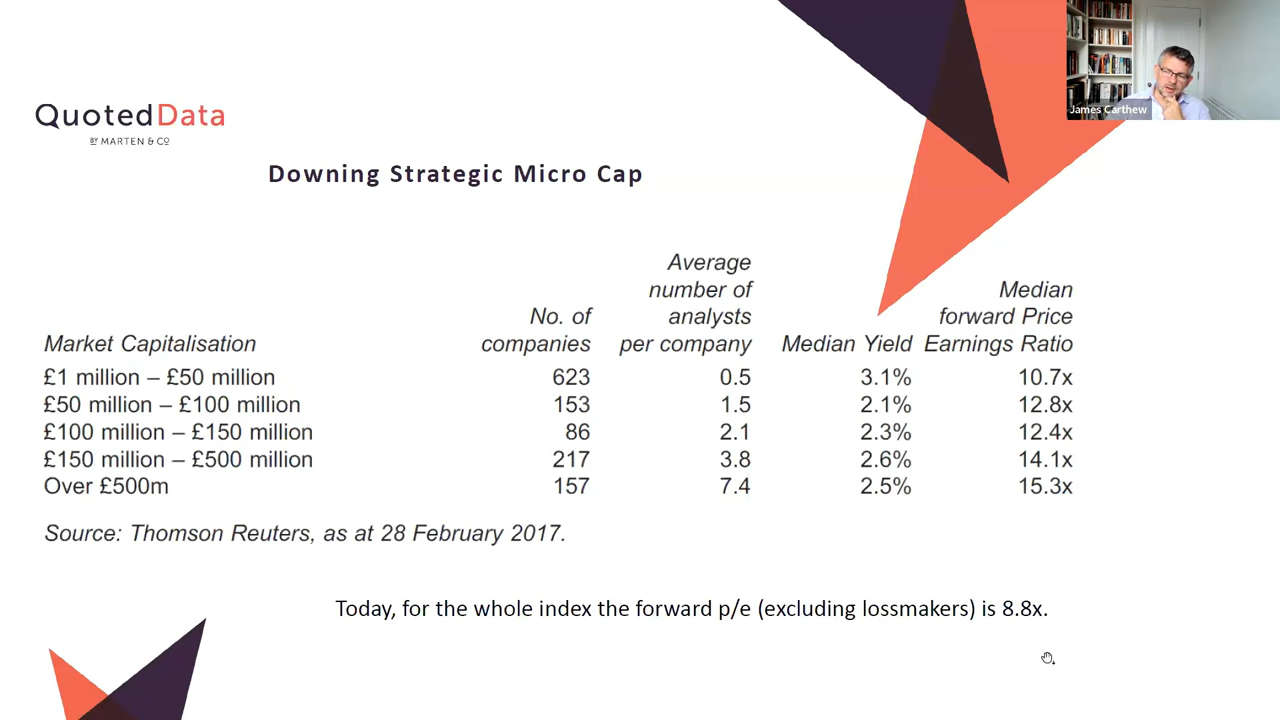 James Carthew
QuotedData
BY MARTEN & CO
Downing Strategic Micro Cap
Average
number of Median
No. of analysts forward Price
Market Capitalisation companies per company Median Yield Earnings Ratio
£1 million – £50 million 623 0.5 3.1% 10.7x
£50 million – £100 million 153 1.5 2.1% 12.8x
£100 million – £150 million 86 2.1 2.3% 12.4x
£150 million – £500 million 217 3.8 2.6% 14.1x
Over £500m 157 7.4 2.5% 15.3x
Source: Thomson Reuters, as at 28 February 2017.
Today, for the whole index the forward p/e (excluding lossmakers) is 8.8x.